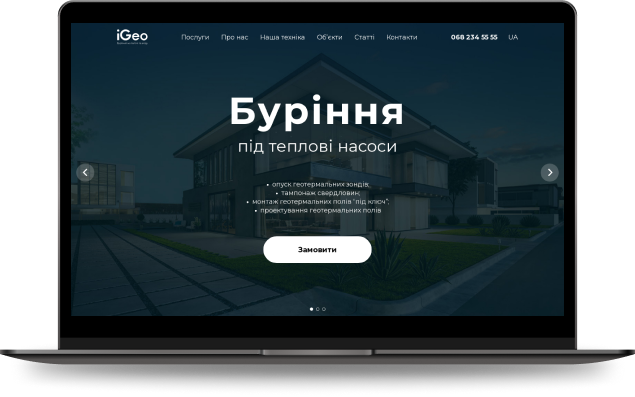 iGeo
Послуги Про нас Наша техніка Об'єкти Статті Контакти 068 234 55 55 UA
Буріння
під теплові насоси
• опуск геотермальних зондів;
• тампонаж свердловин;
• монтаж геотермальних полів "під ключ";
• проектування геотермальних полів
Замовити